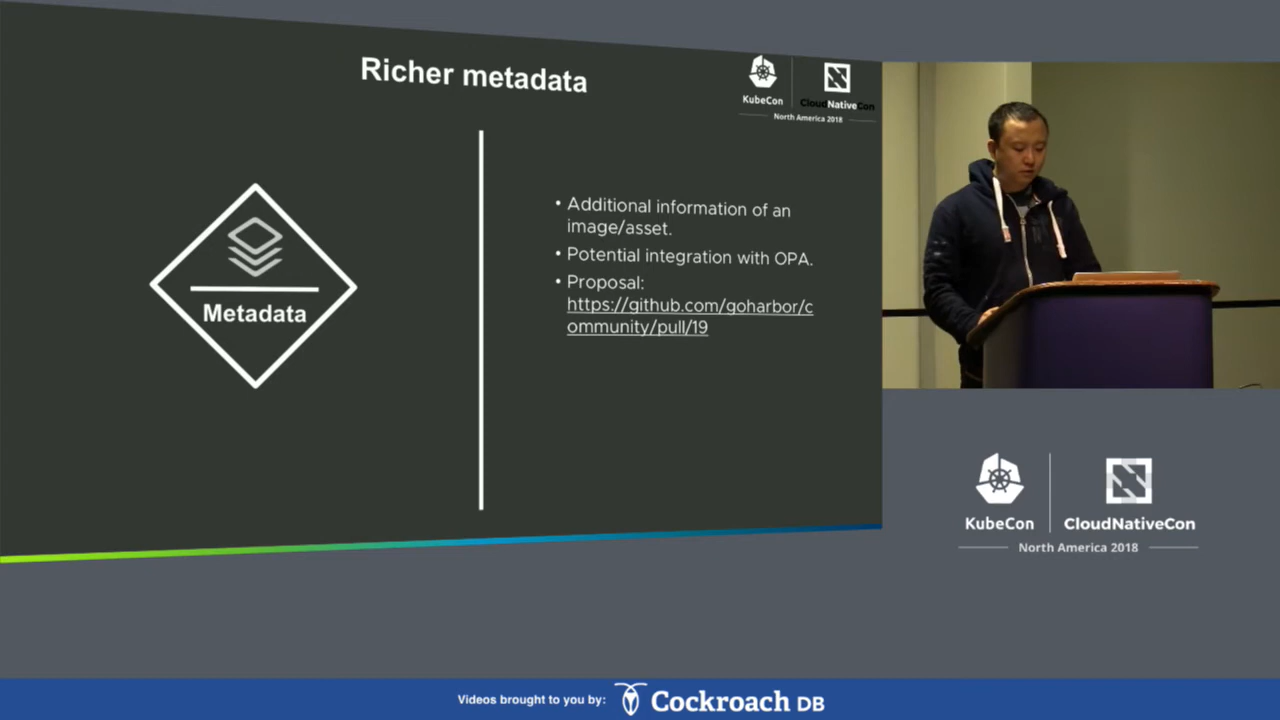 Richer metadata
KubeCon
CloudNativeCon
North America 2018
Metadata
• Additional information of an
image/asset.
• Potential integration with OPA.
• Proposal:
https://github.com/goharbor/c
ommunity/pull/19
KubeCon
CloudNativeCon
North America 2018
Videos brought to you by:
Cockroach DB